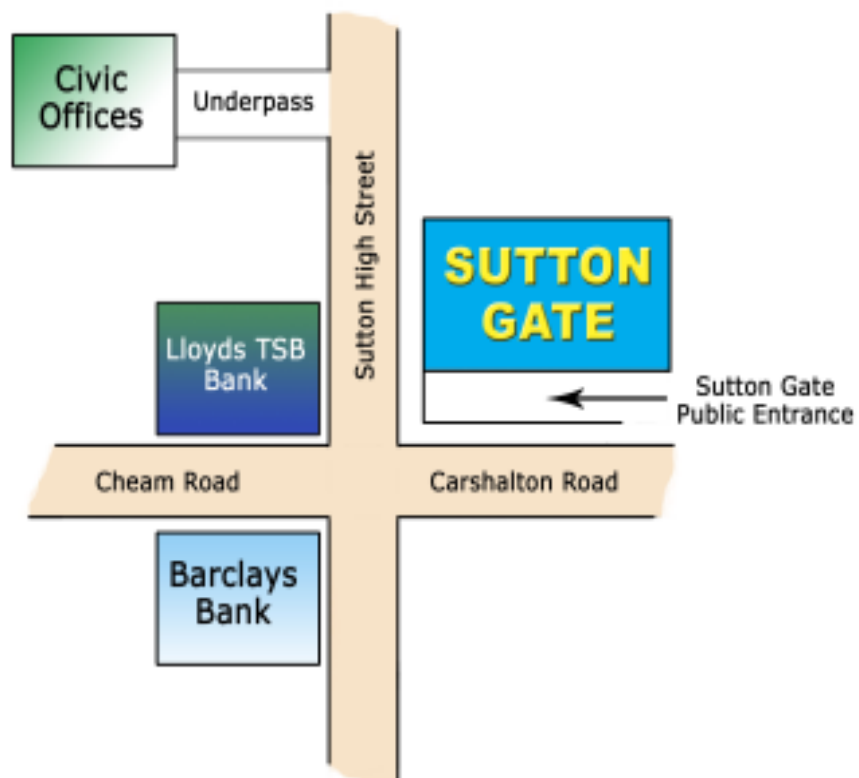 Civic
Offices
Underpass
Sutton High Street
SUTTON
GATE
Lloyds TSB
Bank
Sutton Gate
Public Entrance
Cheam Road
Carshalton Road
Barclays
Bank